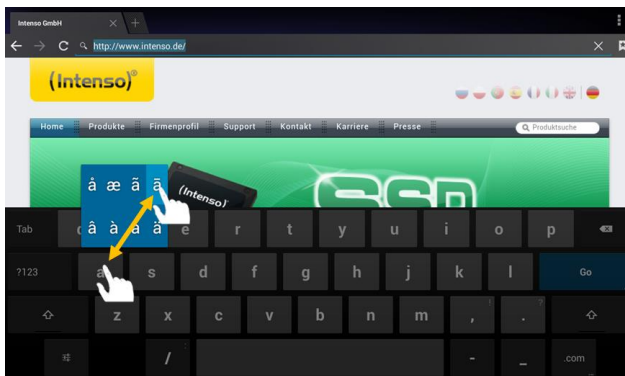 Intenso GmbH
http://www.intenso.de/
(Intenso)®
Home Produkte Firmenprofil Support Kontakt Karriere Presse Produktsuche
(Intenso)
SSD
å æ ã ā
â à á ä
Tab e r t y u i o p
?123 a s d f g h j k l Go
z x c v b n m , ! . ?
/ : - _ .com